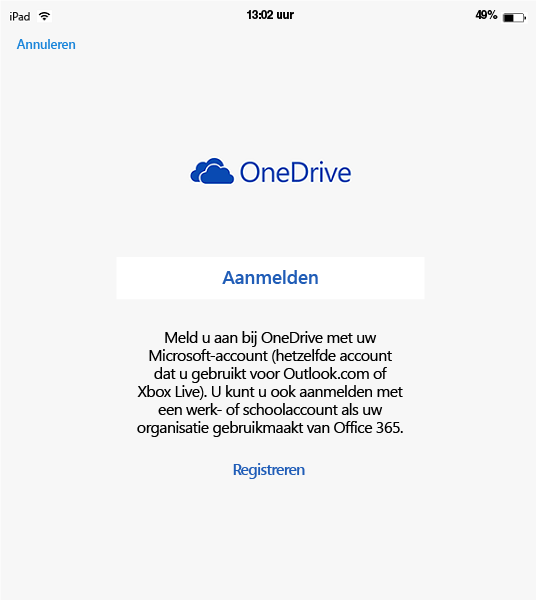 iPad 13:02 uur 49%
Annuleren
OneDrive
Aanmelden
Meld u aan bij OneDrive met uw
Microsoft-account (hetzelfde account
dat u gebruikt voor Outlook.com of
Xbox Live). U kunt u ook aanmelden met
een werk- of schoolaccount als uw
organisatie gebruikmaakt van Office 365.
Registreren